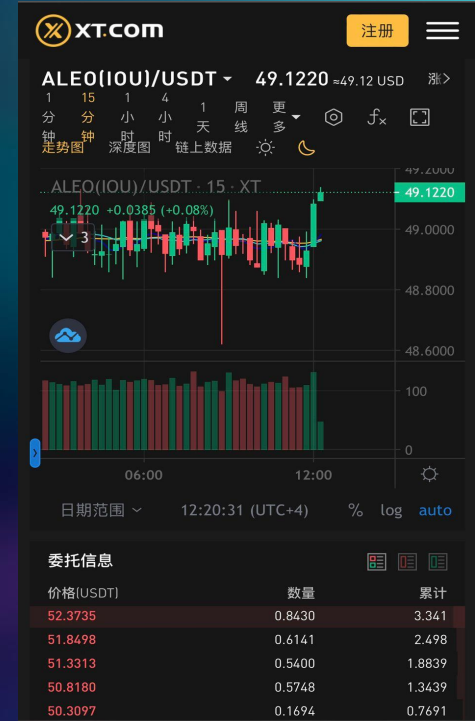 XT.COM
注册
ALEO(IOU)/USDT
49.1220 ≈49.12 USD
涨
1分钟
15分钟
1小时
4小时
1天
周线
更多
fx
走势图
深度图
链上数据
ALEO(IOU)/USDT · 15 · XT
49.1220 +0.0385 (+0.08%)
3
49.2000
49.1220
49.0000
48.8000
48.6000
100
0
06:00
12:00
日期范围
12:20:31 (UTC+4)
% log auto
委托信息
价格(USDT) 数量 累计
52.3735 0.8430 3.341
51.8498 0.6141 2.498
51.3313 0.5400 1.8839
50.8180 0.5748 1.3439
50.3097 0.1694 0.7691